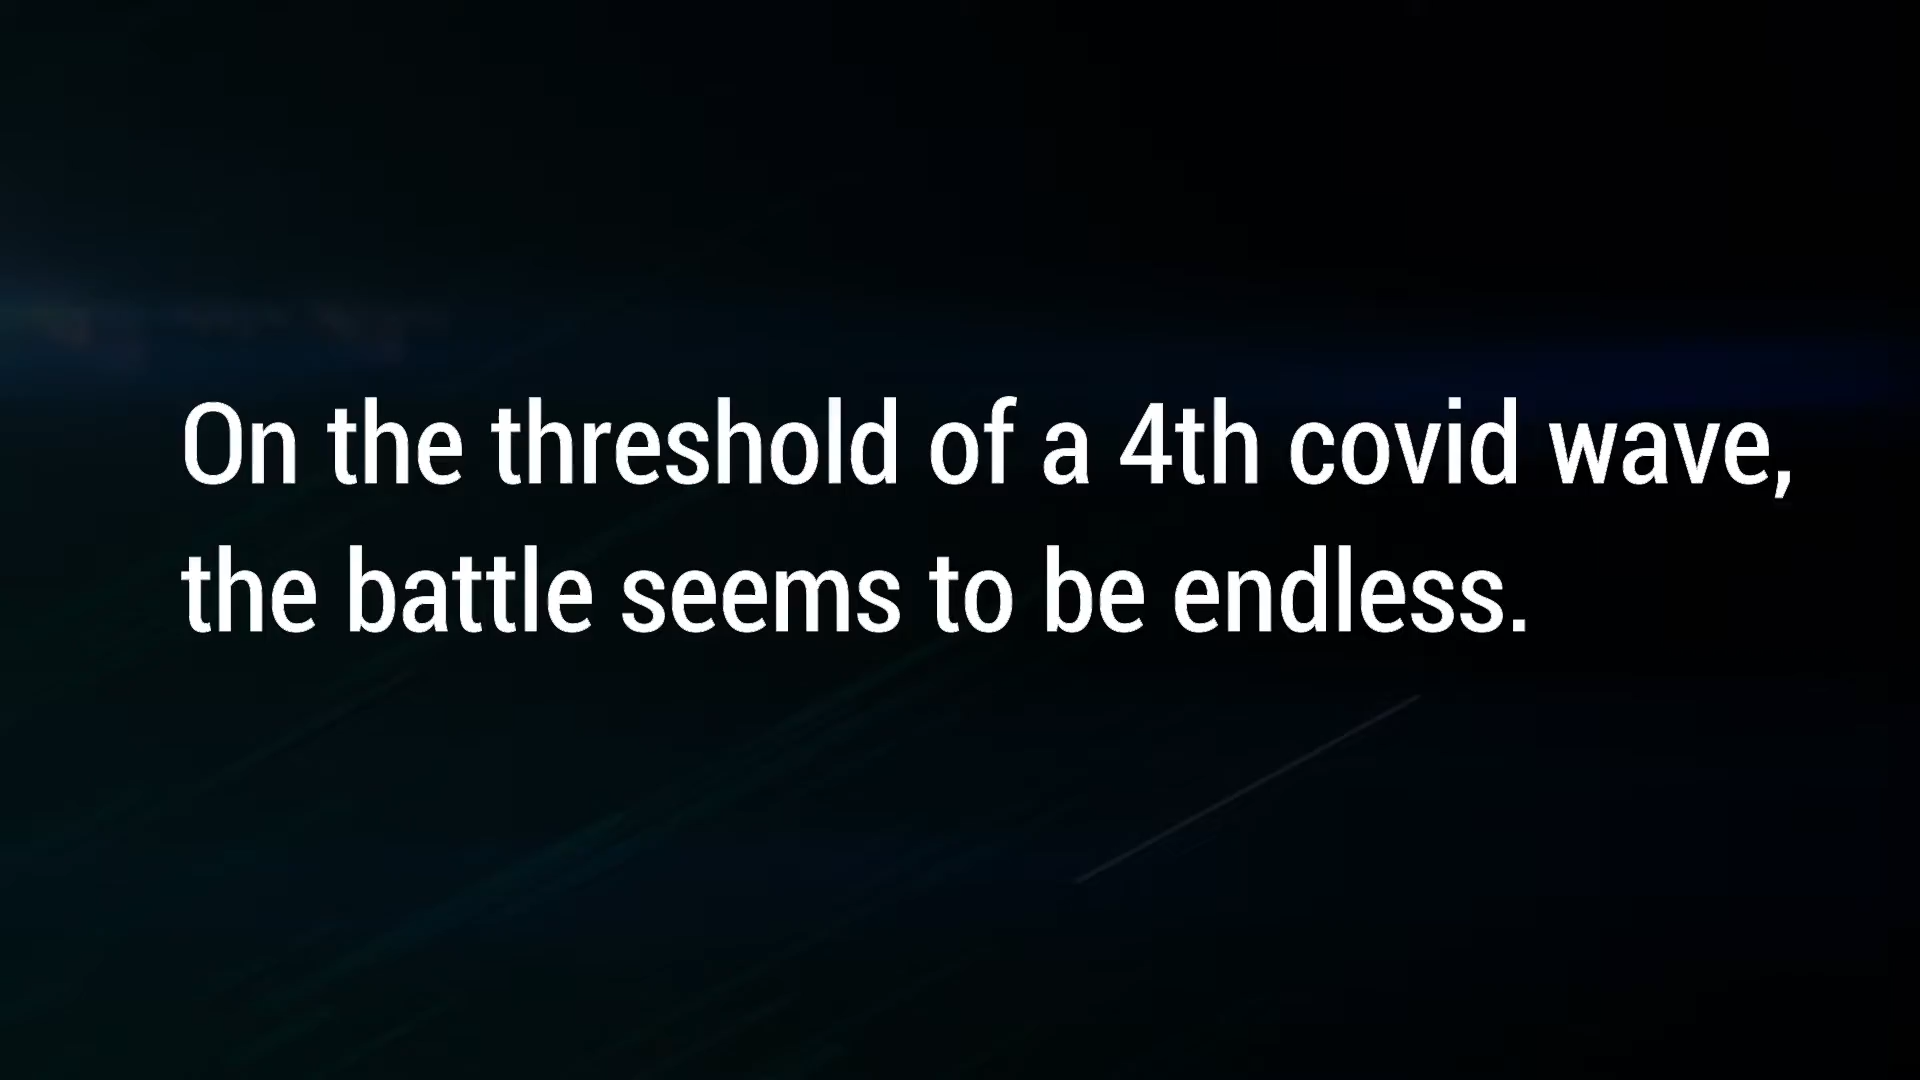 On the threshold of a 4th covid wave,
the battle seems to be endless.